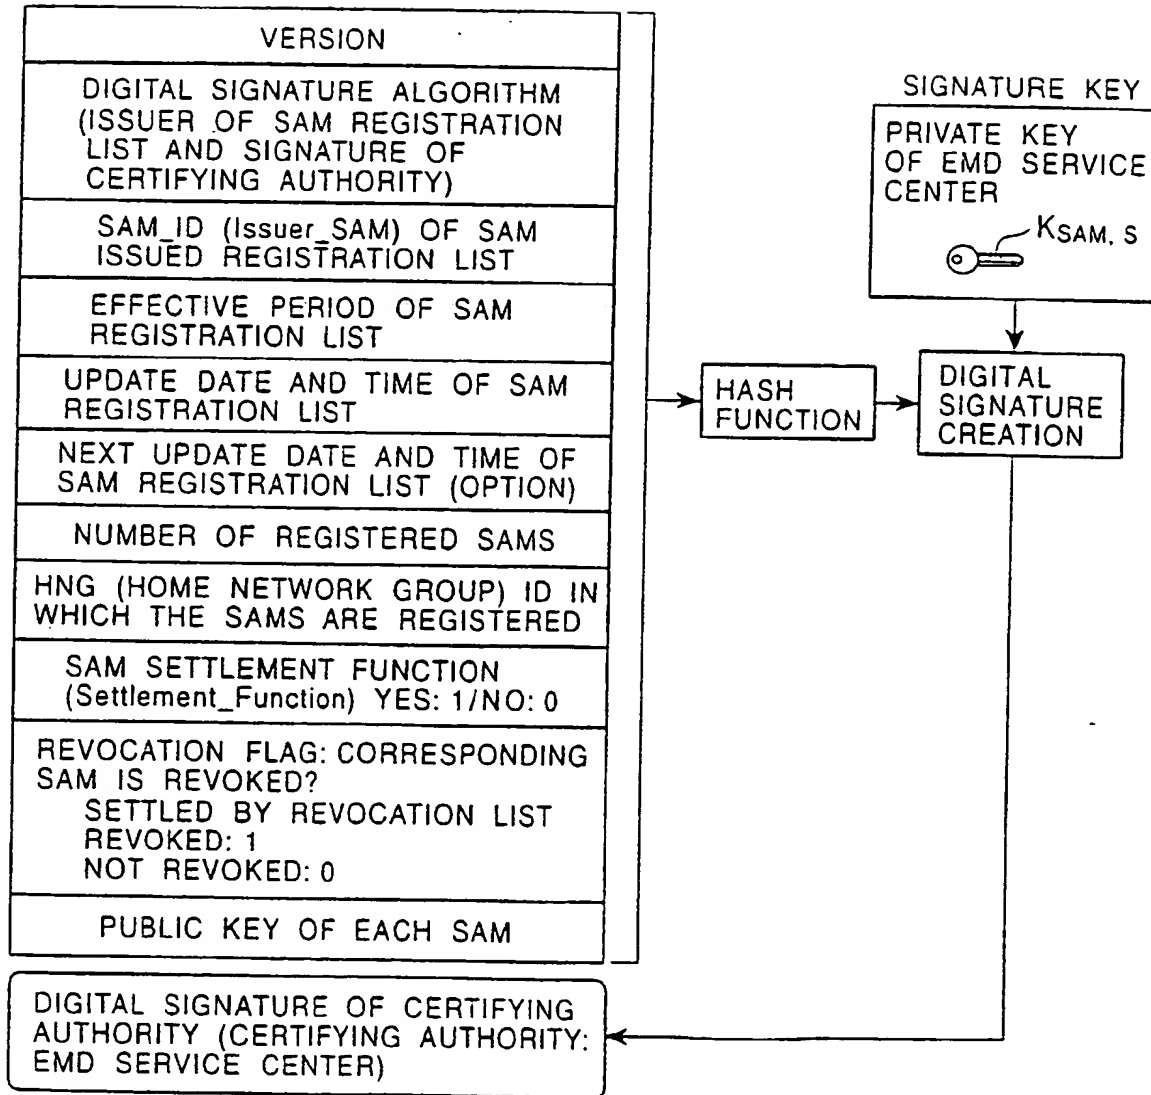 VERSION
DIGITAL SIGNATURE ALGORITHM
(ISSUER OF SAM REGISTRATION
LIST AND SIGNATURE OF
CERTIFYING AUTHORITY)
SAM_ID (Issuer_SAM) OF SAM
ISSUED REGISTRATION LIST
EFFECTIVE PERIOD OF SAM
REGISTRATION LIST
UPDATE DATE AND TIME OF SAM
REGISTRATION LIST
NEXT UPDATE DATE AND TIME OF
SAM REGISTRATION LIST (OPTION)
NUMBER OF REGISTERED SAMS
HNG (HOME NETWORK GROUP) ID IN
WHICH THE SAMS ARE REGISTERED
SAM SETTLEMENT FUNCTION
(Settlement_Function) YES: 1/NO: 0
REVOCATION FLAG: CORRESPONDING
SAM IS REVOKED?
SETTLED BY REVOCATION LIST
REVOKED: 1
NOT REVOKED: 0
PUBLIC KEY OF EACH SAM
DIGITAL SIGNATURE OF CERTIFYING
AUTHORITY (CERTIFYING AUTHORITY:
EMD SERVICE CENTER)
HASH
FUNCTION
SIGNATURE KEY
PRIVATE KEY
OF EMD SERVICE
CENTER
KSAM, S
DIGITAL
SIGNATURE
CREATION